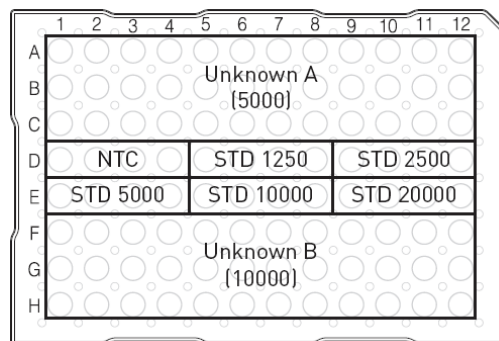 1 2 3 4 5 6 7 8 9 10 11 12
A
Unknown A
B
(5000)
C
D NTC STD 1250 STD 2500
E STD 5000 STD 10000 STD 20000
F
Unknown B
G
(10000)
H